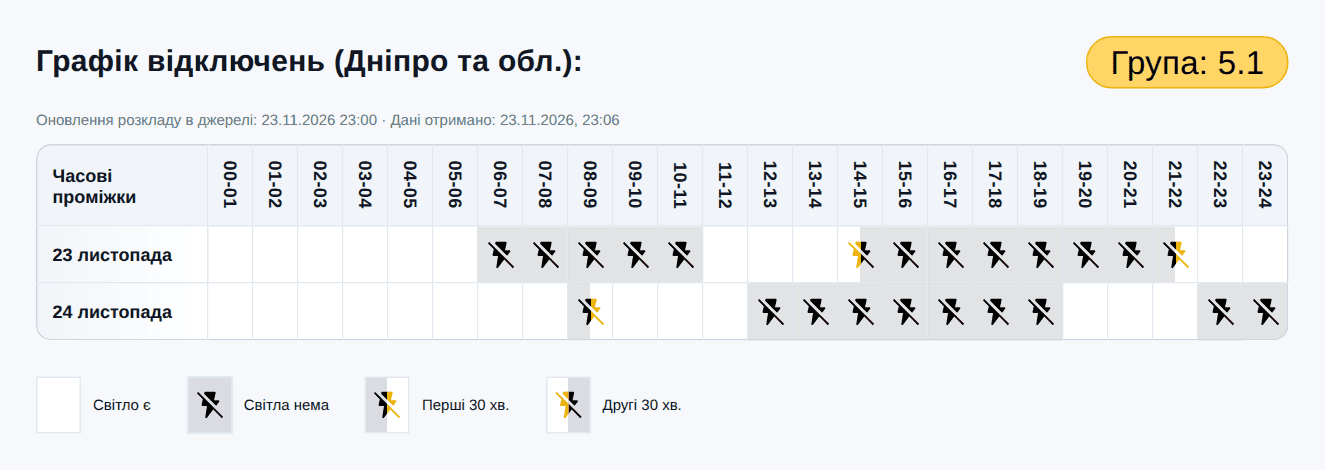 Графік відключень (Дніпро та обл.):
Група: 5.1
Оновлення розкладу в джерелі: 23.11.2026 23:00 · Дані отримано: 23.11.2026, 23:06
Часові
проміжки
00-01
01-02
02-03
03-04
04-05
05-06
06-07
07-08
08-09
09-10
10-11
11-12
12-13
13-14
14-15
15-16
16-17
17-18
18-19
19-20
20-21
21-22
22-23
23-24
23 листопада
24 листопада
Світло є
Світла нема
Перші 30 хв.
Другі 30 хв.